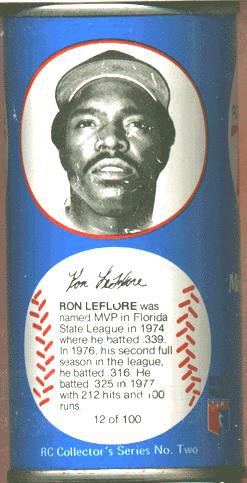 Ron LeFlore
RON LEFLORE was
named MVP in Florida
State League in 1974
where he batted .339.
In 1976, his second full
season in the league,
he batted .316. He
batted .325 in 1977
with 212 hits and 100
runs.
12 of 100
RC Collector's Series No. Two